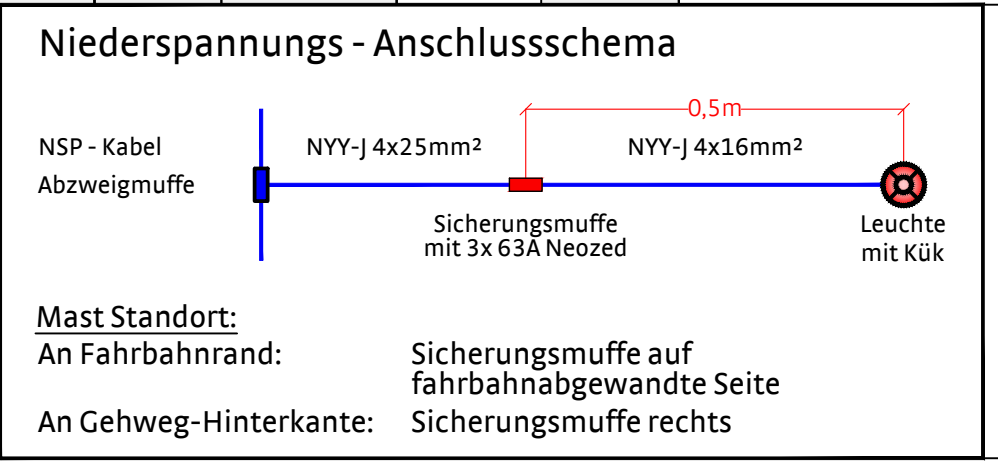 Niederspannungs - Anschlussschema
0,5m
NSP - Kabel
NYY-J 4x25mm²
NYY-J 4x16mm²
Abzweigmuffe
Sicherungsmuffe
mit 3x 63A Neozed
Leuchte
mit Kük
Mast Standort:
An Fahrbahnrand:
Sicherungsmuffe auf
fahrbahnabgewandte Seite
An Gehweg-Hinterkante:
Sicherungsmuffe rechts